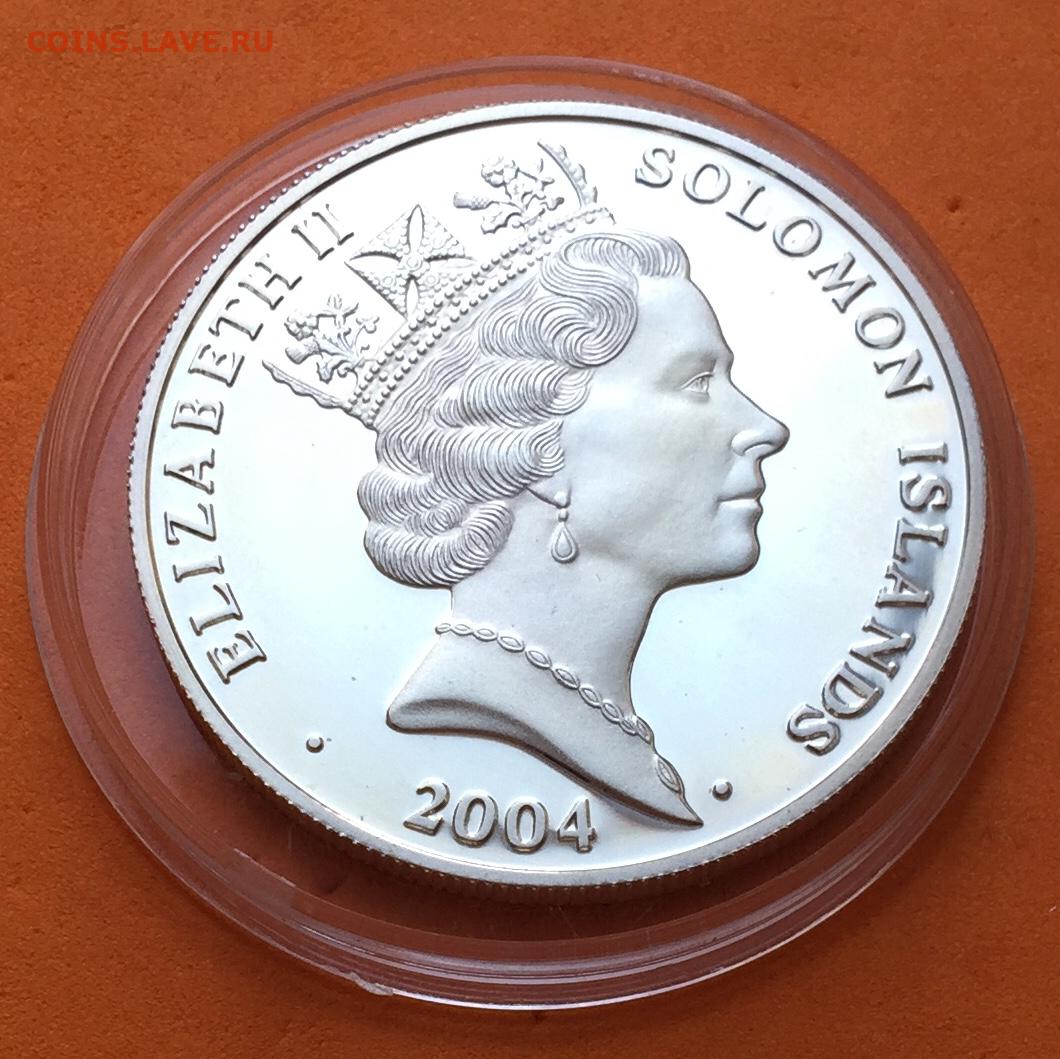 COINS.LAVE.RU
ELIZABETH II
SOLOMON ISLANDS
2004